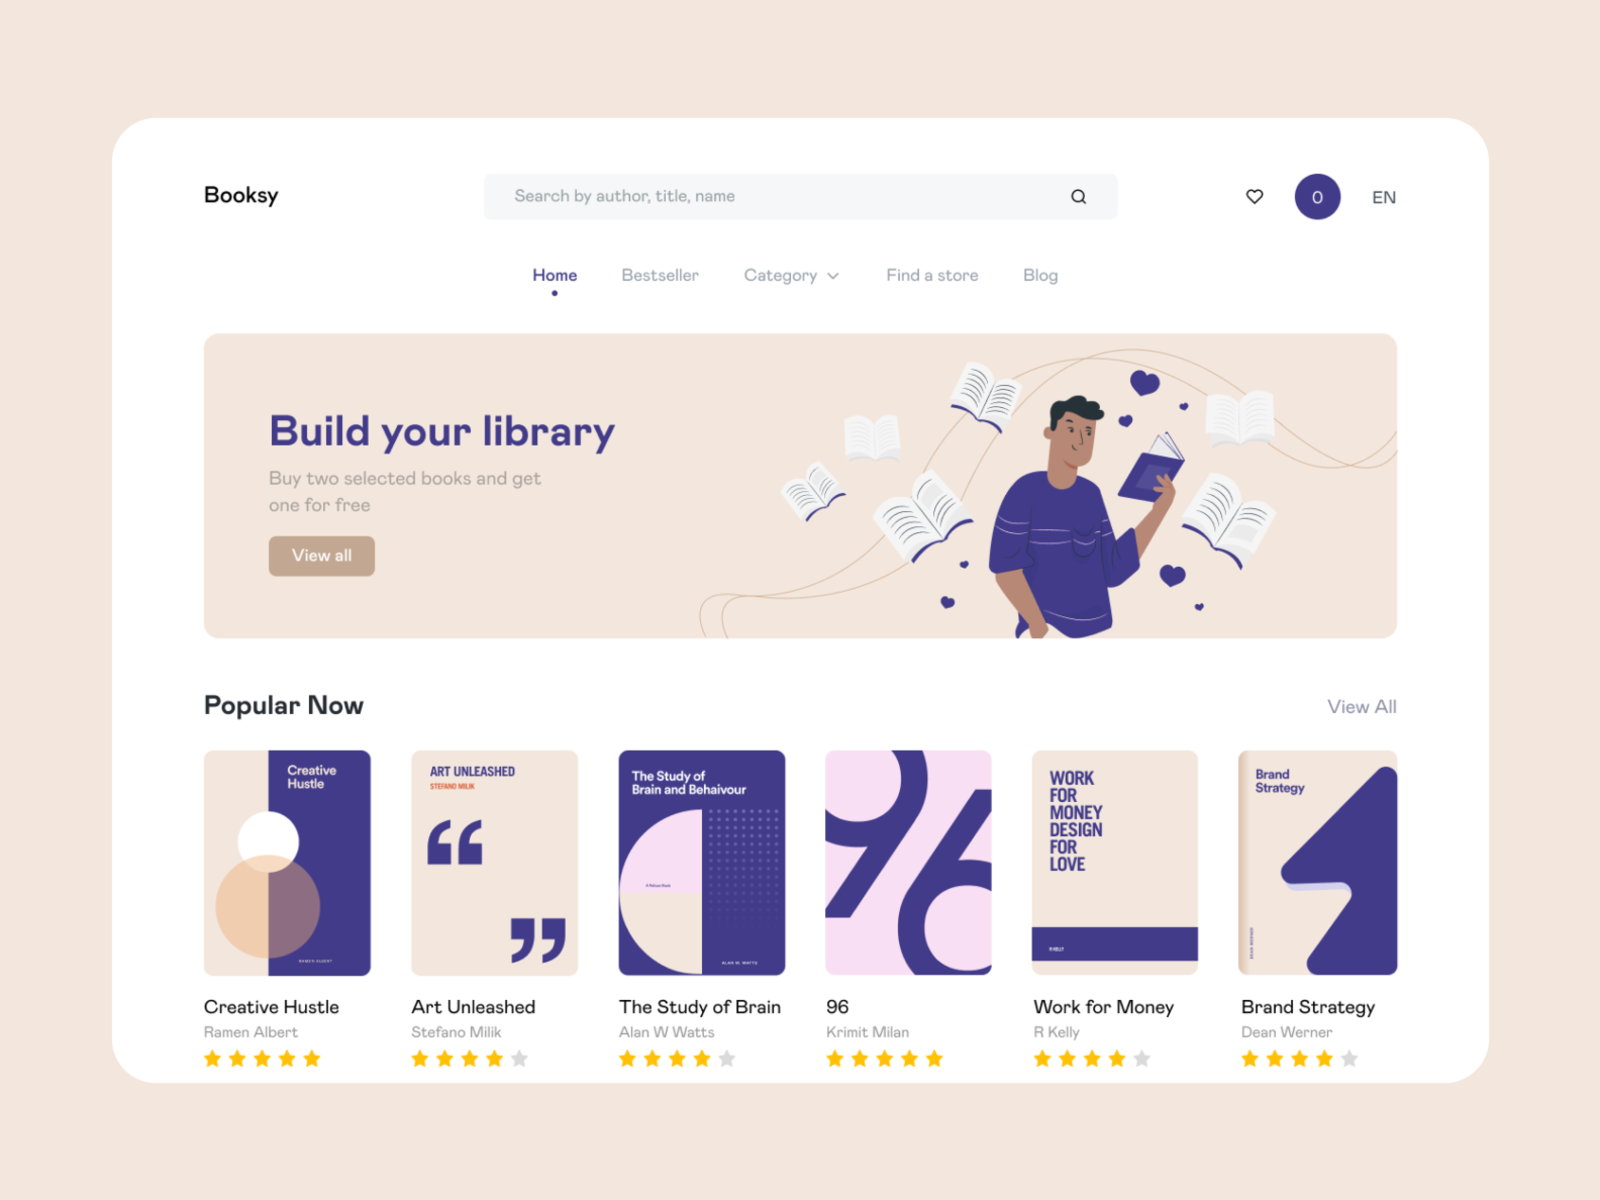 Booksy
Search by author, title, name
0
EN
Home
Bestseller
Category
Find a store
Blog
Build your library
Buy two selected books and get
one for free
View all
Popular Now
View All
Creative
Hustle
RAMEN ALBERT
ART UNLEASHED
STEFANO MILIK
“
”
The Study of
Brain and Behaivour
A Pelican Book
ALAN W. WATTS
96
WORK
FOR
MONEY
DESIGN
FOR
LOVE
R KELLY
Brand
Strategy
DEAN WERNER
Creative Hustle
Ramen Albert
Art Unleashed
Stefano Milik
The Study of Brain
Alan W Watts
96
Krimit Milan
Work for Money
R Kelly
Brand Strategy
Dean Werner